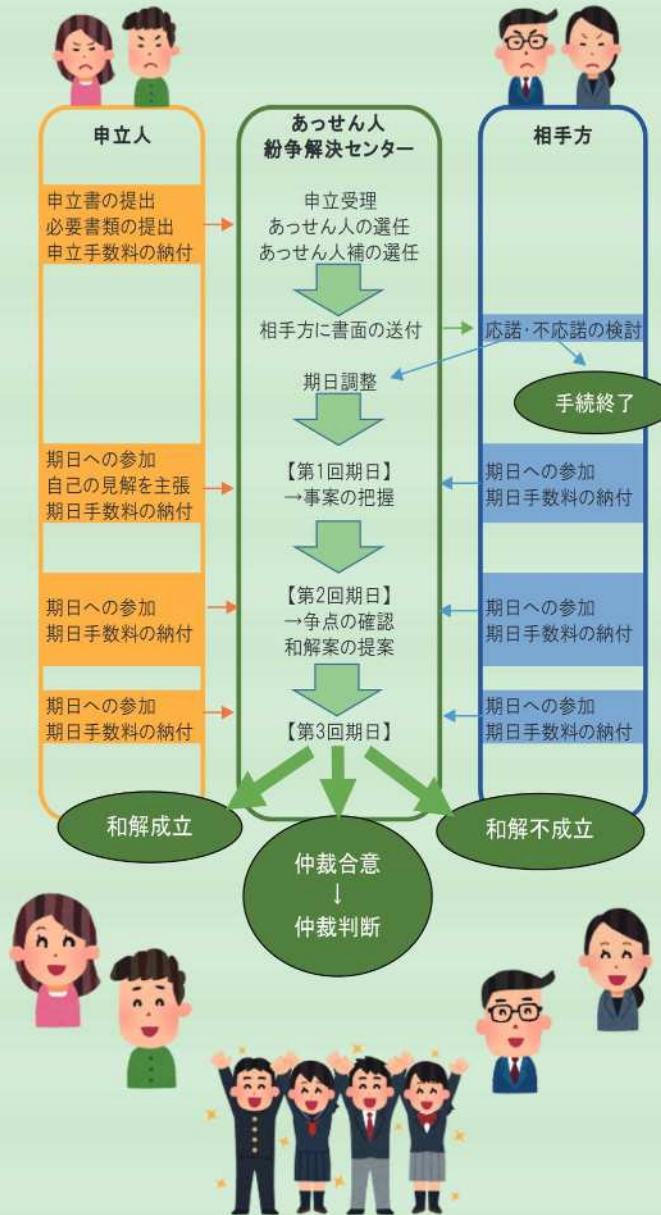 申立人
あっせん人
紛争解決センター
相手方
申立書の提出
必要書類の提出
申立手数料の納付
申立受理
あっせん人の選任
あっせん人補の選任
相手方に書面の送付
応諾・不応諾の検討
期日調整
手続終了
期日への参加
自己の見解を主張
期日手数料の納付
【第1回期日】
→事案の把握
期日への参加
期日手数料の納付
期日への参加
期日手数料の納付
【第2回期日】
→争点の確認
和解案の提案
期日への参加
期日手数料の納付
期日への参加
期日手数料の納付
【第3回期日】
期日への参加
期日手数料の納付
和解成立
仲裁合意
↓
仲裁判断
和解不成立